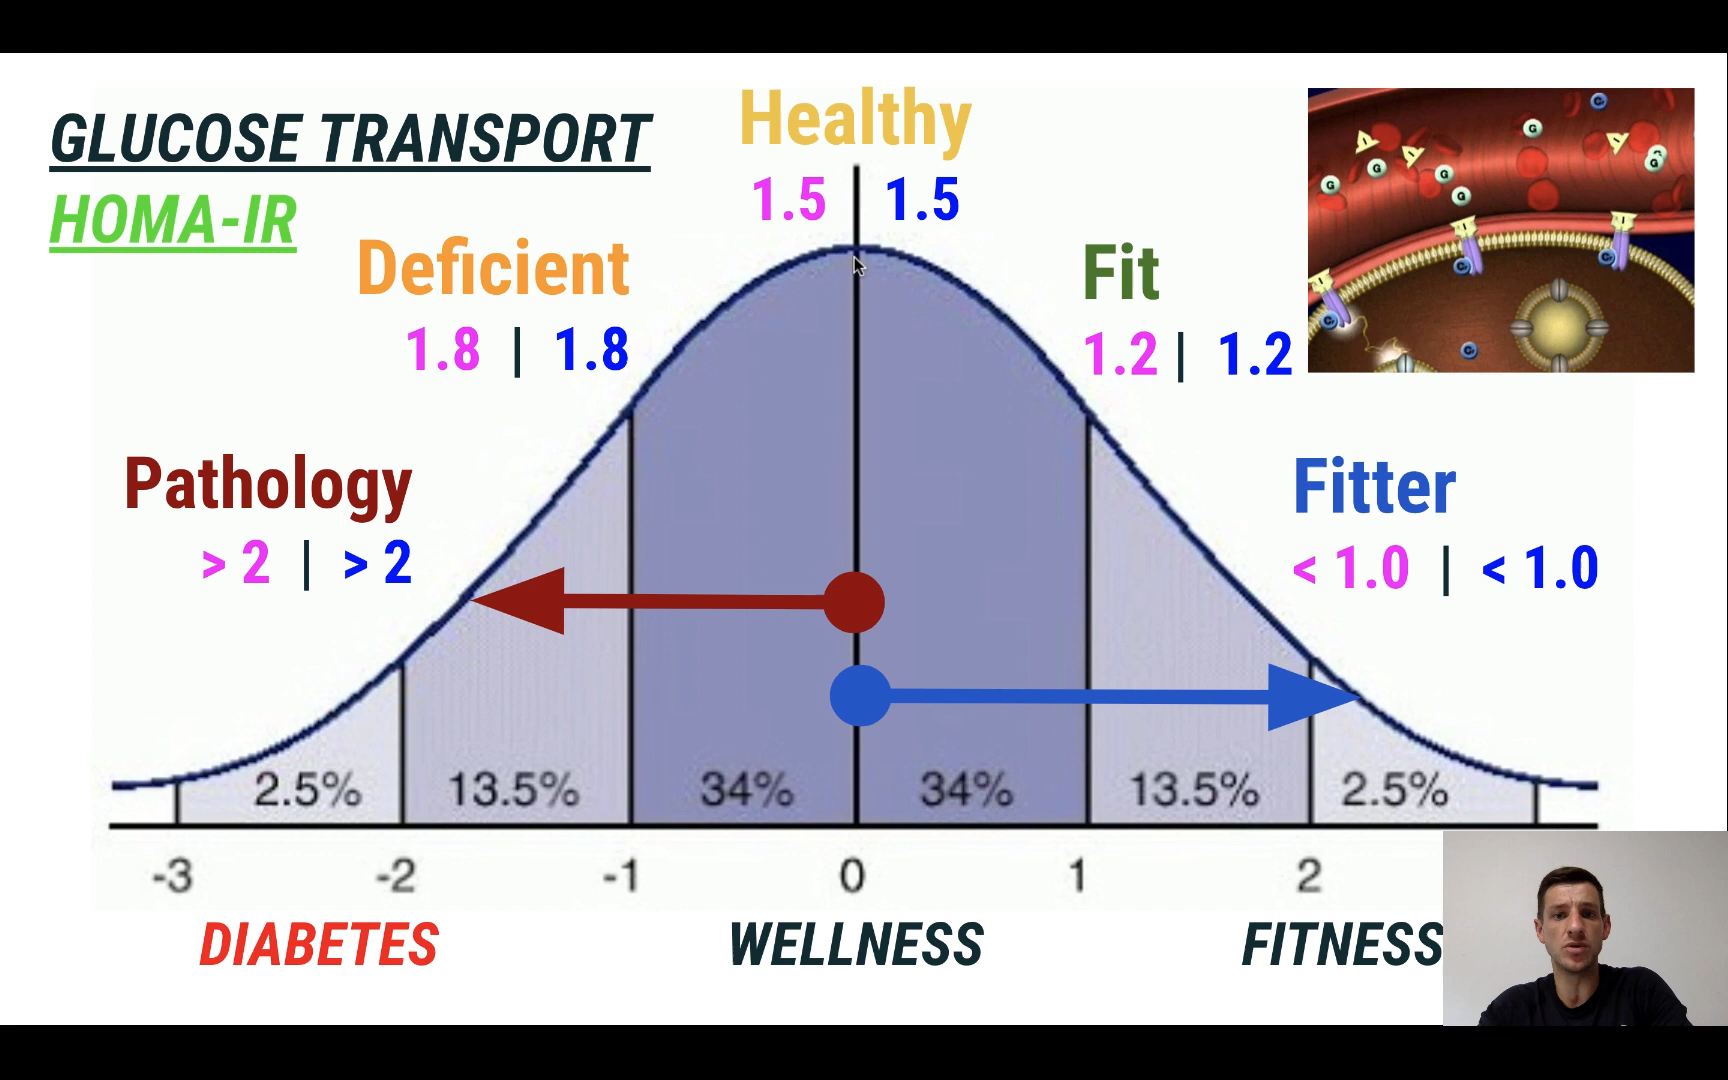 GLUCOSE TRANSPORT
HOMA-IR
Healthy
1.5 1.5
Deficient
1.8 | 1.8
Fit
1.2 | 1.2
Pathology
> 2 | > 2
Fitter
< 1.0 | < 1.0
2.5% 13.5% 34% 34% 13.5% 2.5%
-3 -2 -1 0 1 2
DIABETES WELLNESS FITNESS
G G G G G G
I I I I I I
C C C C C